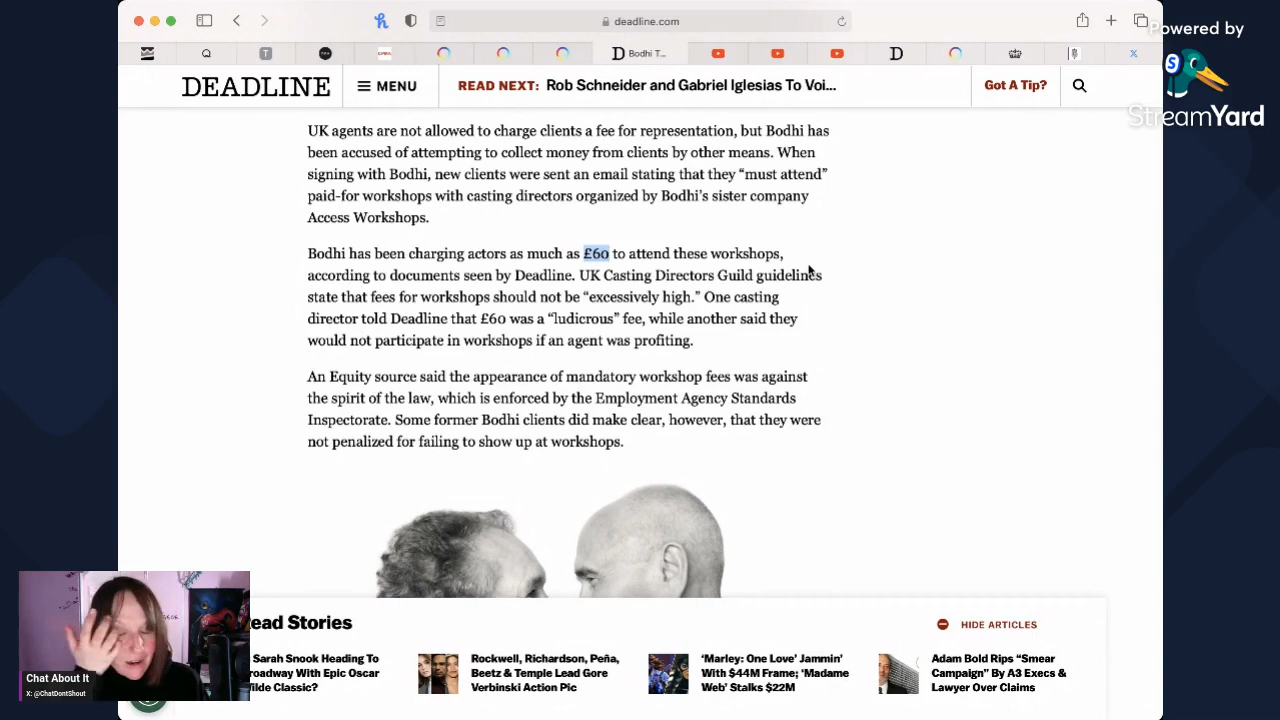 deadline.com
Powered by
StreamYard
Bodhi T...
DEADLINE
MENU
READ NEXT: Rob Schneider and Gabriel Iglesias To Voi...
Got A Tip?
UK agents are not allowed to charge clients a fee for representation, but Bodhi has
been accused of attempting to collect money from clients by other means. When
signing with Bodhi, new clients were sent an email stating that they “must attend”
paid-for workshops with casting directors organized by Bodhi’s sister company
Access Workshops.
Bodhi has been charging actors as much as £60 to attend these workshops,
according to documents seen by Deadline. UK Casting Directors Guild guidelines
state that fees for workshops should not be “excessively high.” One casting
director told Deadline that £60 was a “ludicrous” fee, while another said they
would not participate in workshops if an agent was profiting.
An Equity source said the appearance of mandatory workshop fees was against
the spirit of the law, which is enforced by the Employment Agency Standards
Inspectorate. Some former Bodhi clients did make clear, however, that they were
not penalized for failing to show up at workshops.
ead Stories
HIDE ARTICLES
Sarah Snook Heading To
roadway With Epic Oscar
Wilde Classic?
Rockwell, Richardson, Peña,
Beetz & Temple Lead Gore
Verbinski Action Pic
‘Marley: One Love’ Jammin’
With $44M Frame; ‘Madame
Web’ Stalks $22M
Adam Bold Rips “Smear
Campaign” By A3 Execs &
Lawyer Over Claims
Chat About It
X: @ChatDontShout